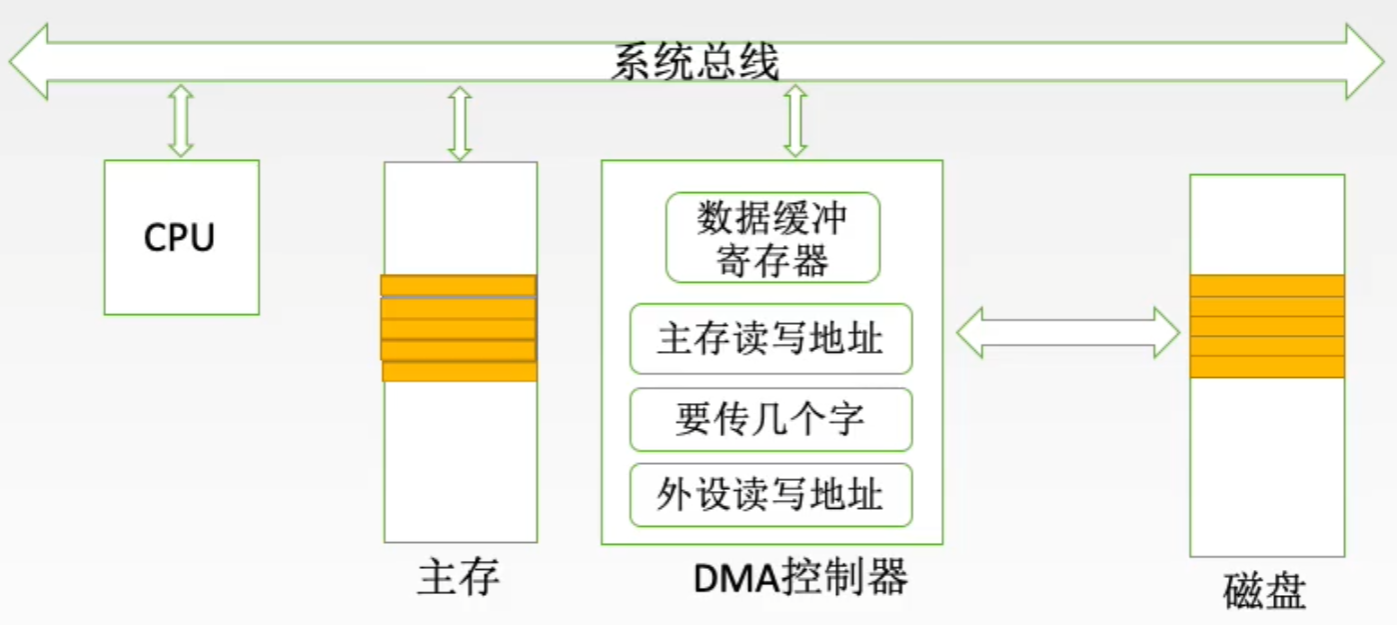 系统总线
CPU
数据缓冲
寄存器
主存读写地址
要传几个字
外设读写地址
主存
DMA控制器
磁盘